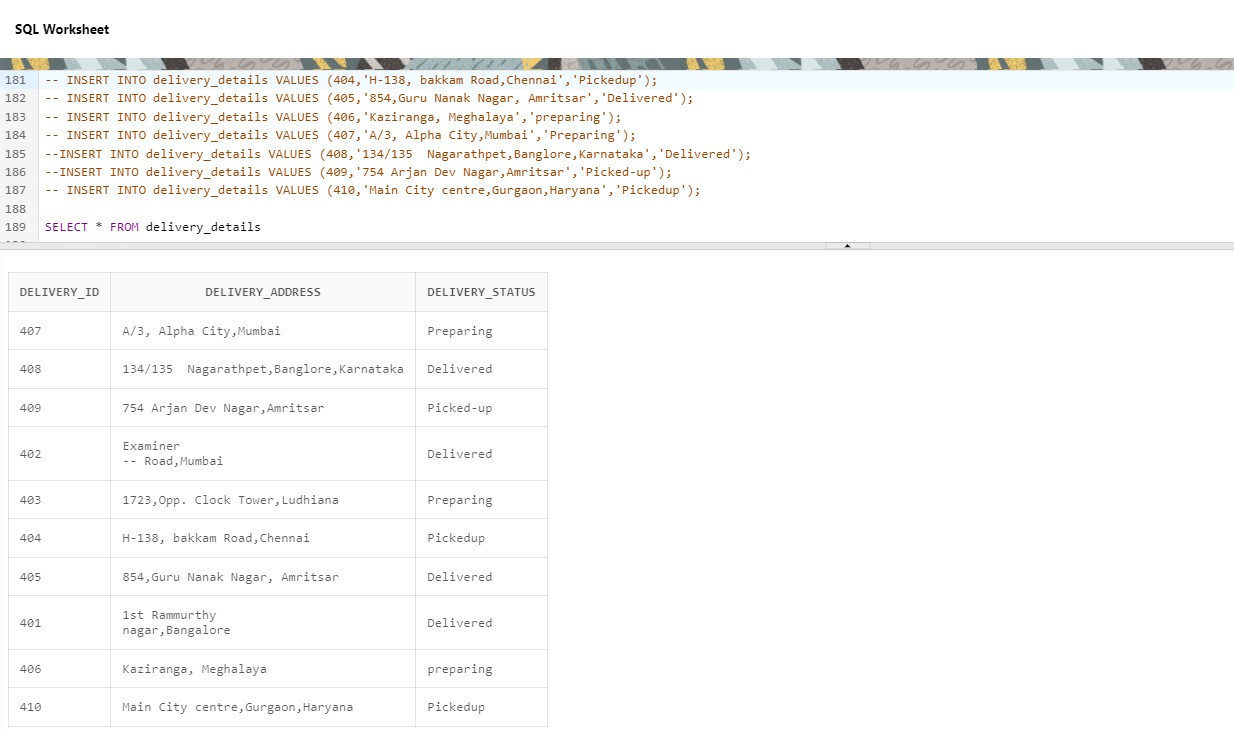 SQL Worksheet
181 -- INSERT INTO delivery_details VALUES (404,'H-138, bakkam Road,Chennai','Pickedup');
182 -- INSERT INTO delivery_details VALUES (405,'854,Guru Nanak Nagar, Amritsar','Delivered');
183 -- INSERT INTO delivery_details VALUES (406,'Kaziranga, Meghalaya','preparing');
184 -- INSERT INTO delivery_details VALUES (407,'A/3, Alpha City,Mumbai','Preparing');
185 --INSERT INTO delivery_details VALUES (408,'134/135  Nagarathpet,Banglore,Karnataka','Delivered');
186 --INSERT INTO delivery_details VALUES (409,'754 Arjan Dev Nagar,Amritsar','Picked-up');
187 -- INSERT INTO delivery_details VALUES (410,'Main City centre,Gurgaon,Haryana','Pickedup');
188
189 SELECT * FROM delivery_details
DELIVERY_ID DELIVERY_ADDRESS DELIVERY_STATUS
407 A/3, Alpha City,Mumbai Preparing
408 134/135  Nagarathpet,Banglore,Karnataka Delivered
409 754 Arjan Dev Nagar,Amritsar Picked-up
402 Examiner
-- Road,Mumbai Delivered
403 1723,Opp. Clock Tower,Ludhiana Preparing
404 H-138, bakkam Road,Chennai Pickedup
405 854,Guru Nanak Nagar, Amritsar Delivered
401 1st Rammurthy
nagar,Bangalore Delivered
406 Kaziranga, Meghalaya preparing
410 Main City centre,Gurgaon,Haryana Pickedup